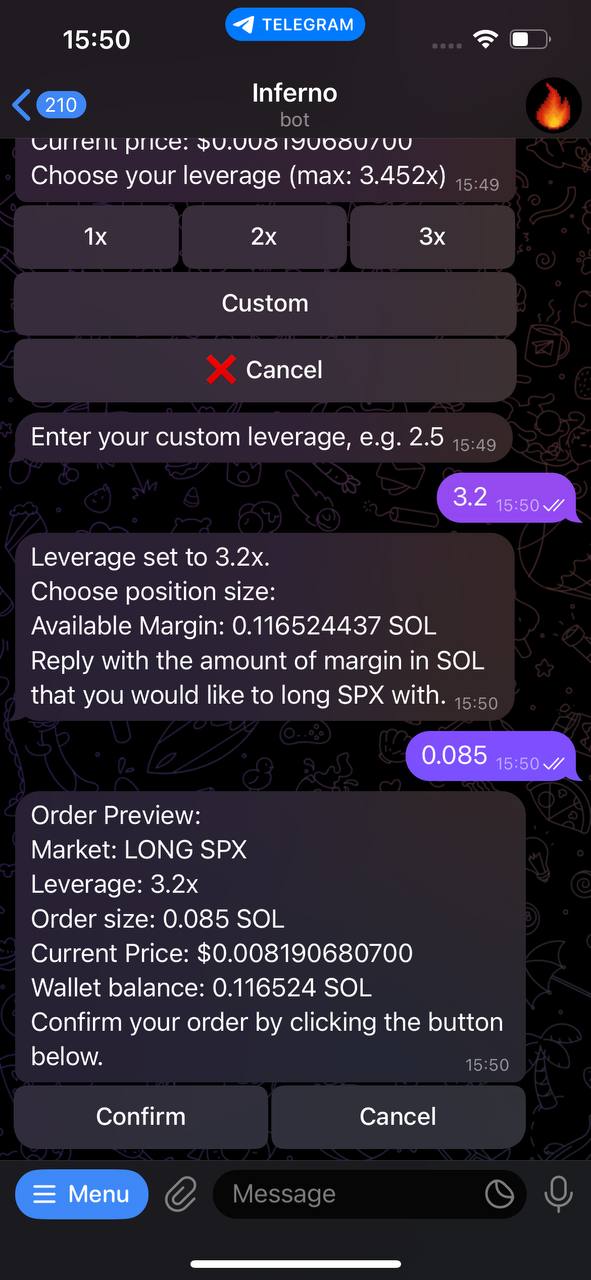 15:50
TELEGRAM
210
Inferno
bot
Current price: $0.008190680700
Choose your leverage (max: 3.452x) 15:49
1x 2x 3x
Custom
❌ Cancel
Enter your custom leverage, e.g. 2.5 15:49
3.2 15:50
Leverage set to 3.2x.
Choose position size:
Available Margin: 0.116524437 SOL
Reply with the amount of margin in SOL
that you would like to long SPX with. 15:50
0.085 15:50
Order Preview:
Market: LONG SPX
Leverage: 3.2x
Order size: 0.085 SOL
Current Price: $0.008190680700
Wallet balance: 0.116524 SOL
Confirm your order by clicking the button
below. 15:50
Confirm Cancel
Menu Message